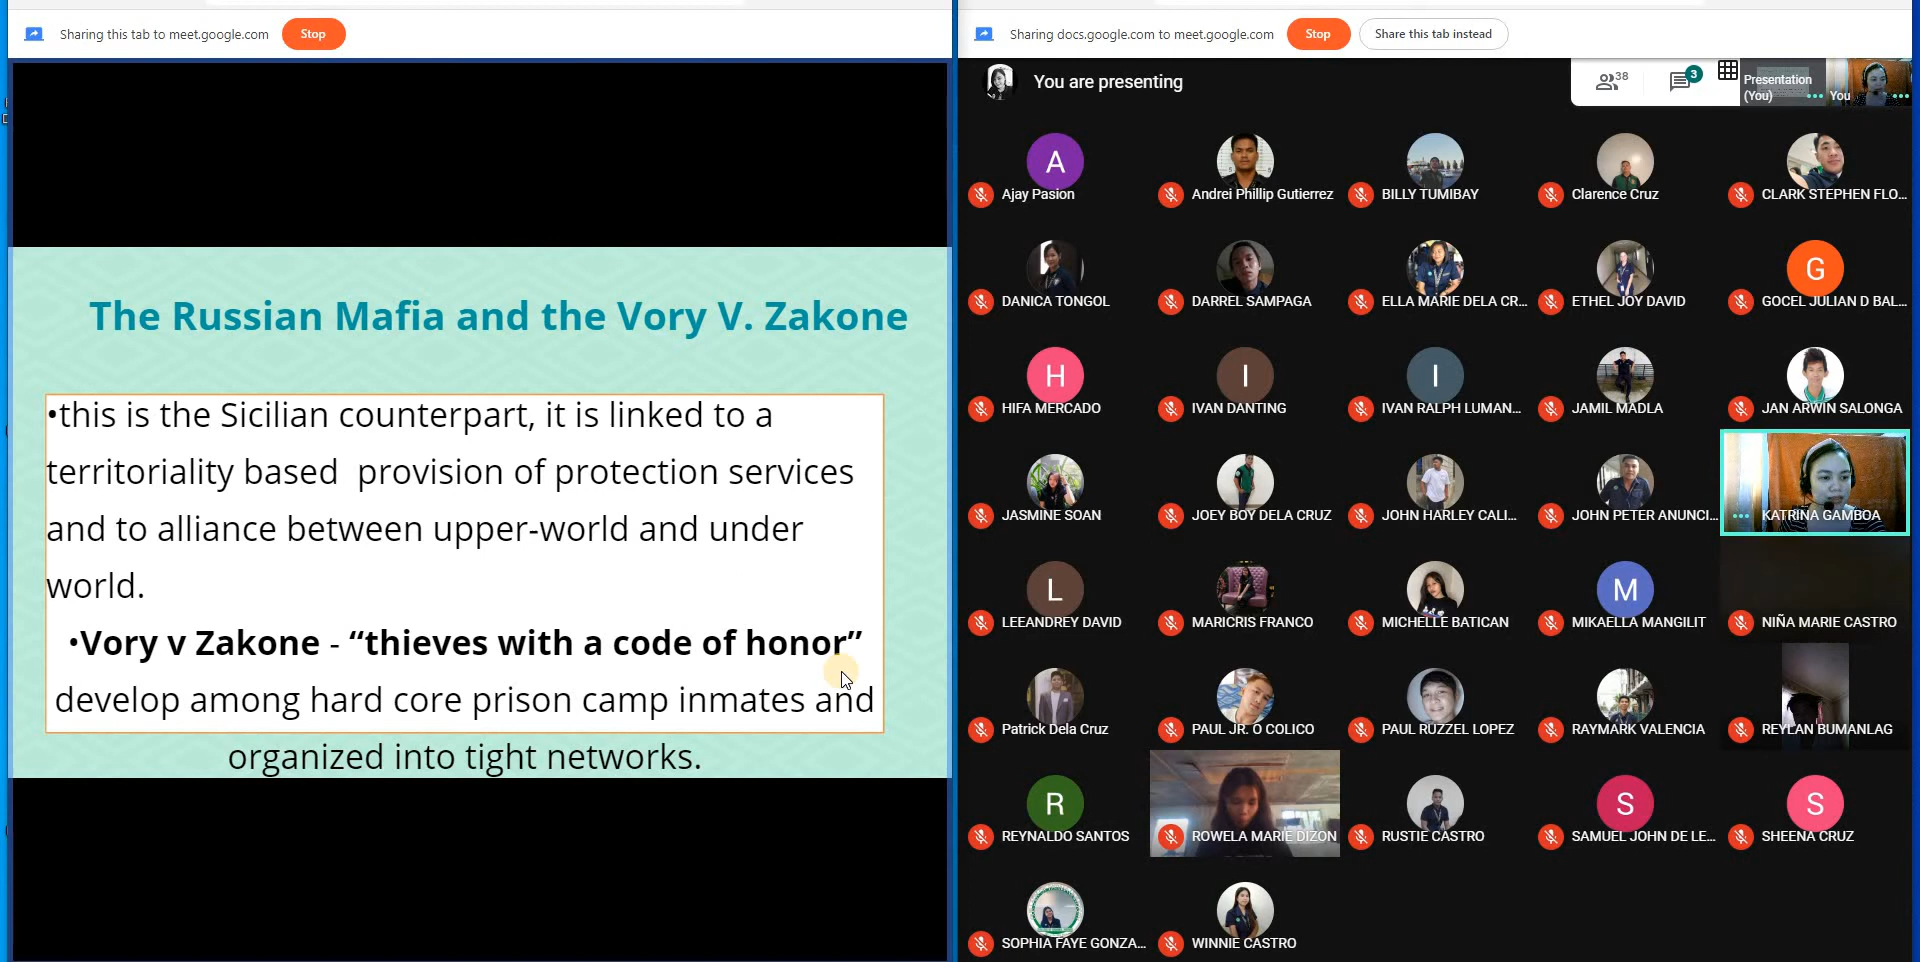 Sharing this tab to meet.google.com Stop
The Russian Mafia and the Vory V. Zakone
•this is the Sicilian counterpart, it is linked to a
territoriality based provision of protection services
and to alliance between upper-world and under
world.
•Vory v Zakone - “thieves with a code of honor”
develop among hard core prison camp inmates and
organized into tight networks.
Sharing docs.google.com to meet.google.com Stop Share this tab instead
You are presenting
38
3
Presentation
(You)
You
A
Ajay Pasion
Andrei Phillip Gutierrez
BILLY TUMIBAY
Clarence Cruz
CLARK STEPHEN FLO...
DANICA TONGOL
DARREL SAMPAGA
ELLA MARIE DELA CR...
ETHEL JOY DAVID
G
GOCEL JULIAN D BAL...
H
HIFA MERCADO
I
IVAN DANTING
I
IVAN RALPH LUMAN...
JAMIL MADLA
JAN ARWIN SALONGA
JASMINE SOAN
JOEY BOY DELA CRUZ
JOHN HARLEY CALI...
JOHN PETER ANUNCI...
KATRINA GAMBOA
L
LEEANDREY DAVID
MARICRIS FRANCO
MICHELLE BATICAN
M
MIKAELLA MANGILIT
NIÑA MARIE CASTRO
Patrick Dela Cruz
PAUL JR. O COLICO
PAUL RUZZEL LOPEZ
RAYMARK VALENCIA
REYLAN BUMANLAG
R
REYNALDO SANTOS
ROWELA MARIE DIZON
RUSTIE CASTRO
S
SAMUEL JOHN DE LE...
S
SHEENA CRUZ
SOPHIA FAYE GONZA...
WINNIE CASTRO